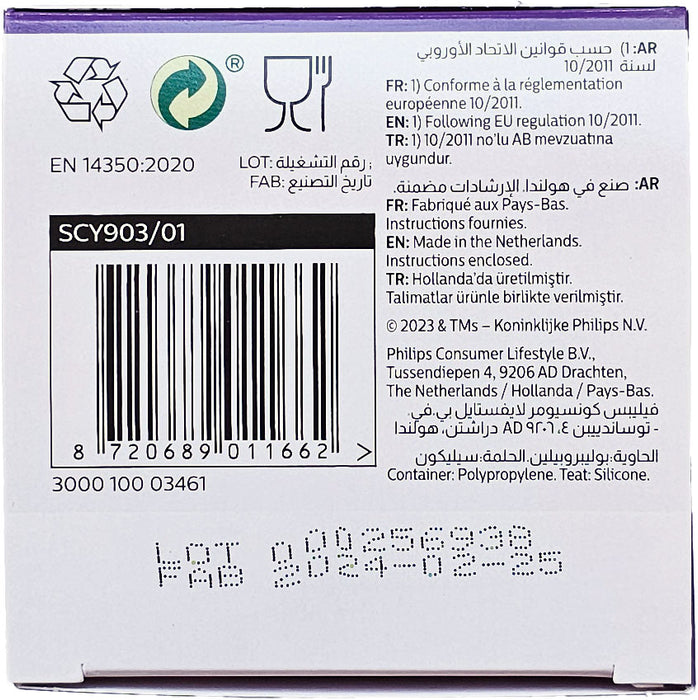 ®
EN 14350:2020
LOT: رقم التشغيلة ;
FAB: تاريخ التصنيع
SCY903/01
8 720689 011662 >
3000 100 03461
AR: 1) حسب قوانين الاتحاد الأوروبي
لسنة 10/2011
FR: 1) Conforme à la réglementation
européenne 10/2011.
EN: 1) Following EU regulation 10/2011.
TR: 1) 10/2011 no'lu AB mevzuatına
uygundur.
AR: صنع في هولندا. الإرشادات مضمنة.
FR: Fabriqué aux Pays-Bas.
Instructions fournies.
EN: Made in the Netherlands.
Instructions enclosed.
TR: Hollanda'da üretilmiştir.
Talimatlar ürünle birlikte verilmiştir.
© 2023 & TMs – Koninklijke Philips N.V.
Philips Consumer Lifestyle B.V.,
Tussendiepen 4, 9206 AD Drachten,
The Netherlands / Hollanda / Pays-Bas.
فيليبس كونسيومر لايفستايل بي.في.
- توسانديبين ٤، ٩٢٠٦ AD دراشتن، هولندا
الحاوية:بوليبروبيلين. الحلمة:سيليكون
Container: Polypropylene. Teat: Silicone.
LOT 000256938
FAB 2024-02-25